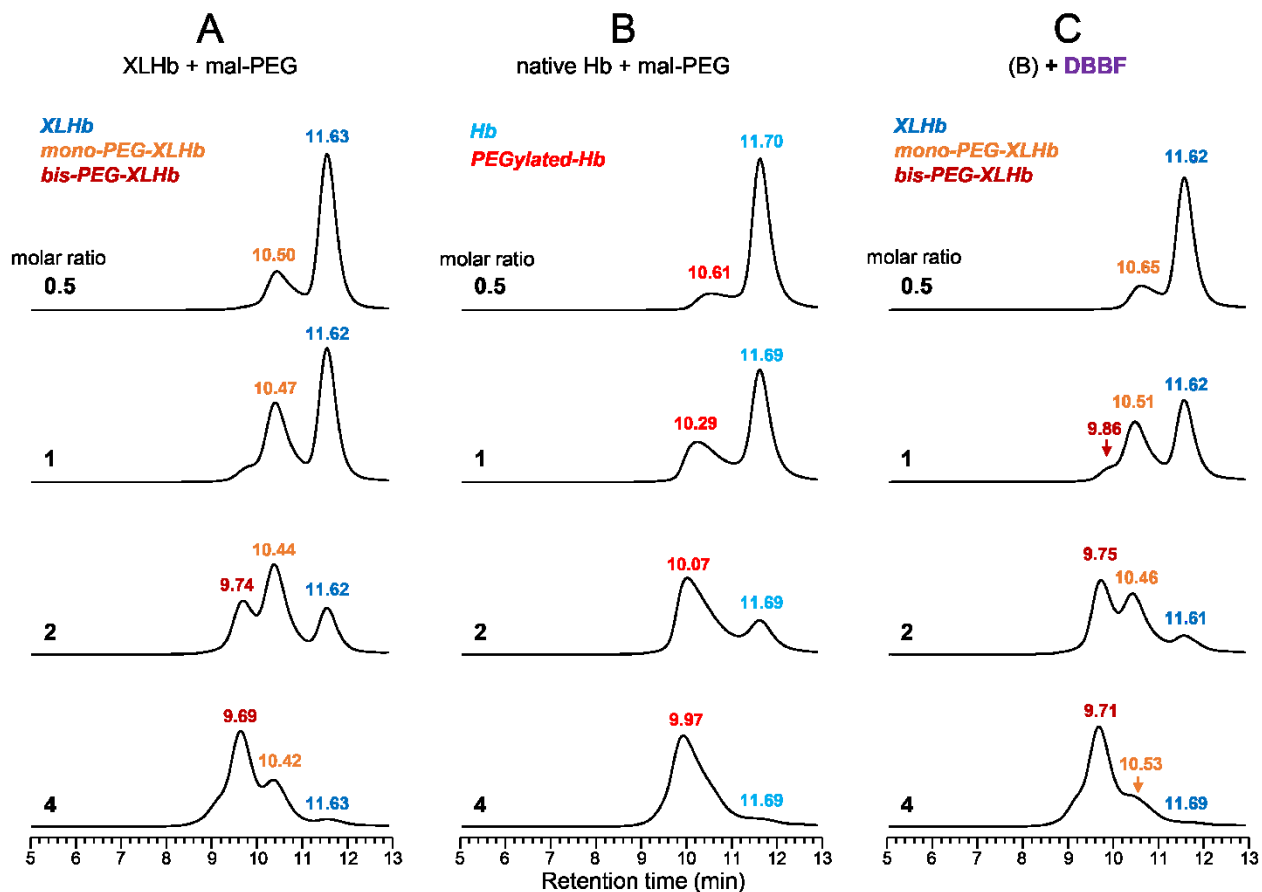 A
XLHb + mal-PEG
XLHb
mono-PEG-XLHb
bis-PEG-XLHb
11.63
10.50
molar ratio
0.5
11.62
10.47
1
10.44
9.74
11.62
2
9.69
10.42
11.63
4
5 6 7 8 9 10 11 12 13
B
native Hb + mal-PEG
Hb
PEGylated-Hb
11.70
10.61
molar ratio
0.5
11.69
10.29
1
10.07
11.69
2
9.97
11.69
4
5 6 7 8 9 10 11 12 13
Retention time (min)
C
(B) + DBBF
XLHb
mono-PEG-XLHb
bis-PEG-XLHb
11.62
10.65
molar ratio
0.5
11.62
10.51
9.86
1
9.75
10.46
11.61
2
9.71
10.53
11.69
4
5 6 7 8 9 10 11 12 13